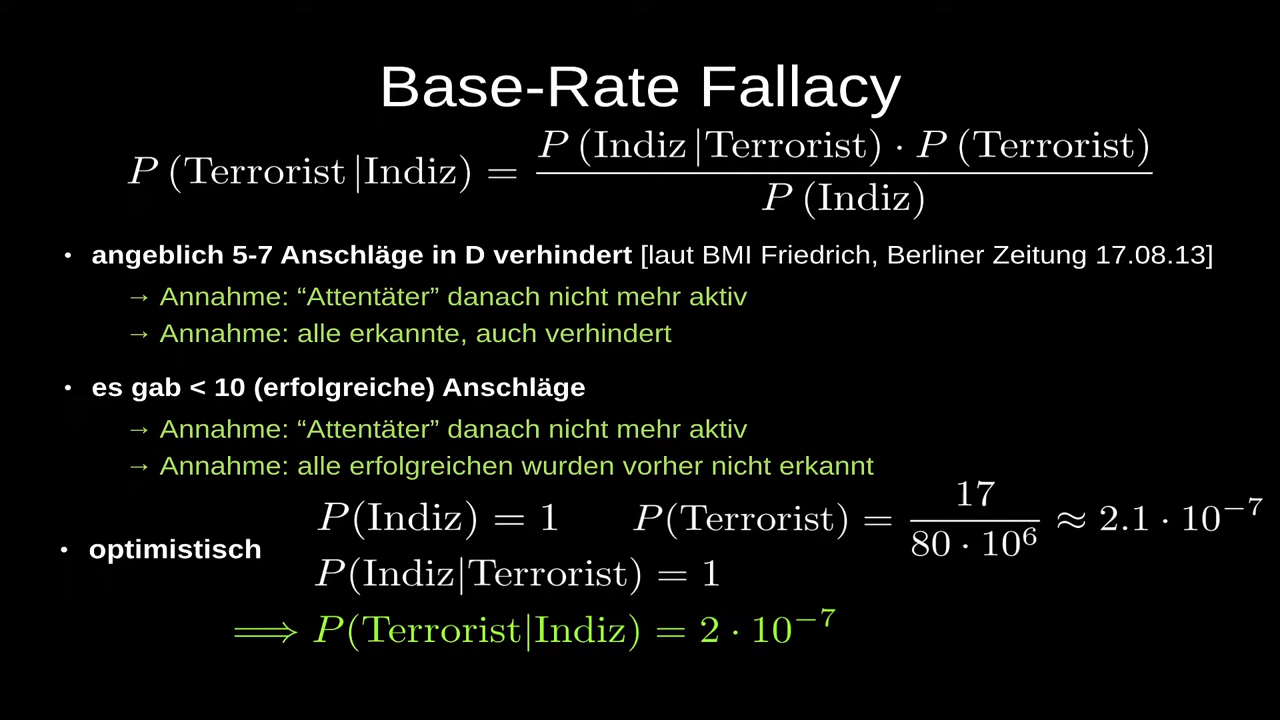 Base-Rate Fallacy
P (Terrorist | Indiz) = P (Indiz | Terrorist) · P (Terrorist) / P (Indiz)
• angeblich 5-7 Anschläge in D verhindert [laut BMI Friedrich, Berliner Zeitung 17.08.13]
→ Annahme: “Attentäter” danach nicht mehr aktiv
→ Annahme: alle erkannte, auch verhindert
• es gab < 10 (erfolgreiche) Anschläge
→ Annahme: “Attentäter” danach nicht mehr aktiv
→ Annahme: alle erfolgreichen wurden vorher nicht erkannt
P(Indiz) = 1 P(Terrorist) = 17 / 80 · 10⁶ ≈ 2.1 · 10⁻⁷
• optimistisch
P(Indiz|Terrorist) = 1
⟹ P(Terrorist|Indiz) = 2 · 10⁻⁷